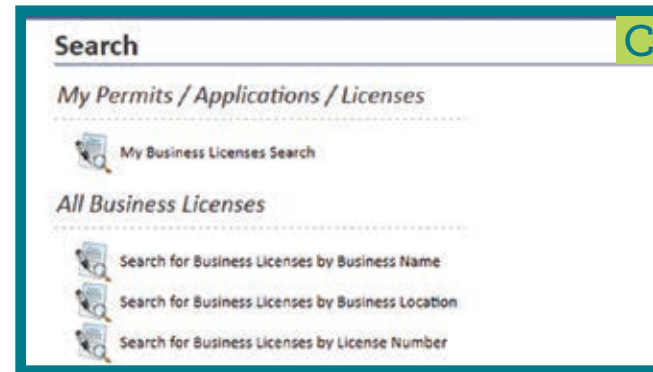 Search
C
My Permits / Applications / Licenses
My Business Licenses Search
All Business Licenses
Search for Business Licenses by Business Name
Search for Business Licenses by Business Location
Search for Business Licenses by License Number